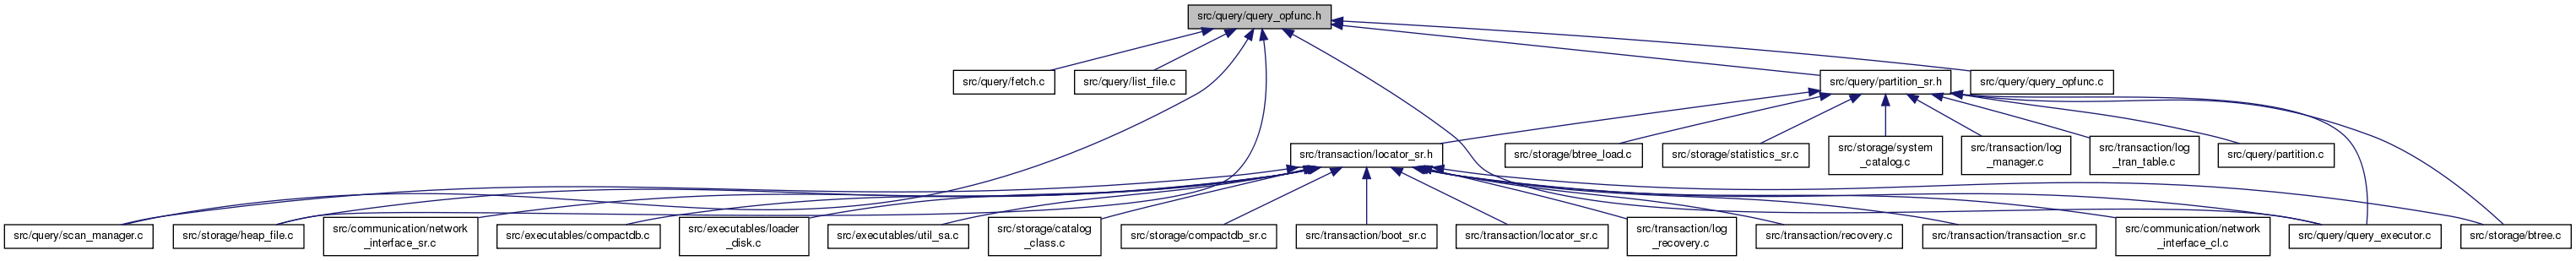 src/query/query_opfunc.h
src/query/fetch.c
src/query/list_file.c
src/query/partition_sr.h
src/query/query_opfunc.c
src/transaction/locator_sr.h
src/storage/btree_load.c
src/storage/statistics_sr.c
src/storage/system
_catalog.c
src/transaction/log
_manager.c
src/transaction/log
_tran_table.c
src/query/partition.c
src/query/scan_manager.c
src/storage/heap_file.c
src/communication/network
_interface_sr.c
src/executables/compactdb.c
src/executables/loader
_disk.c
src/executables/util_sa.c
src/storage/catalog
_class.c
src/storage/compactdb_sr.c
src/transaction/boot_sr.c
src/transaction/locator_sr.c
src/transaction/log
_recovery.c
src/transaction/recovery.c
src/transaction/transaction_sr.c
src/communication/network
_interface_cl.c
src/query/query_executor.c
src/storage/btree.c